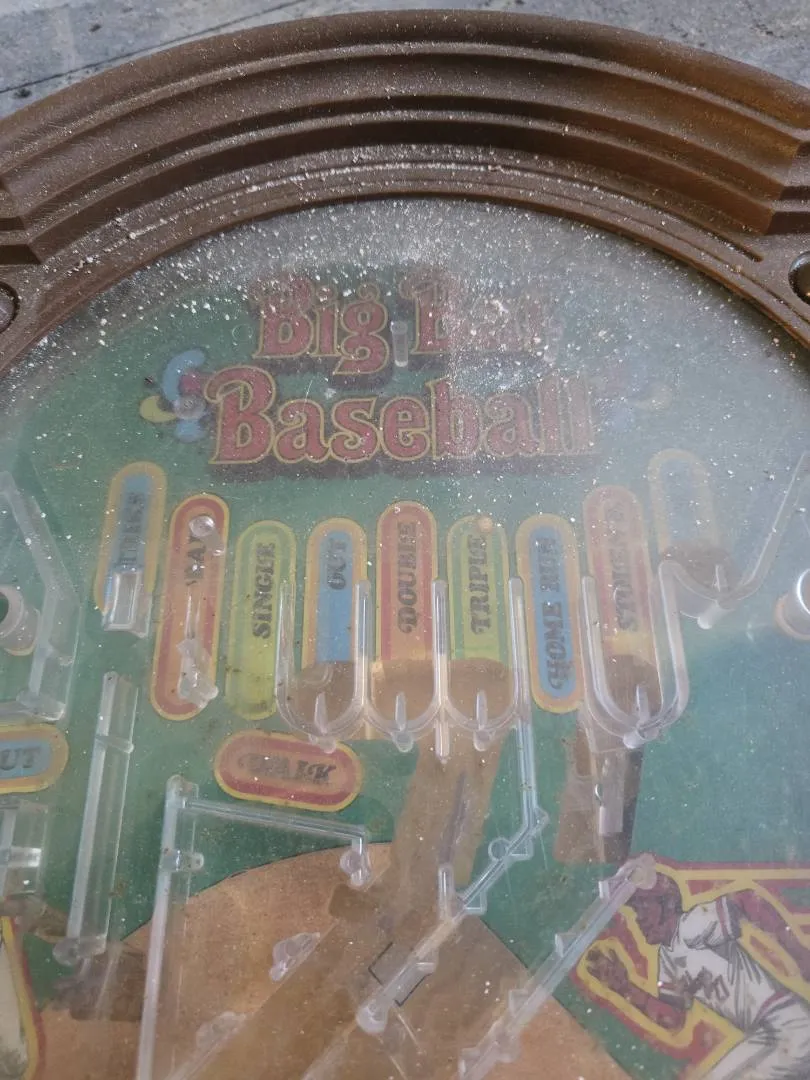 Big Ball
Baseball
SINGLE
OUT
DOUBLE
TRIPLE
HOME RUN
WALK